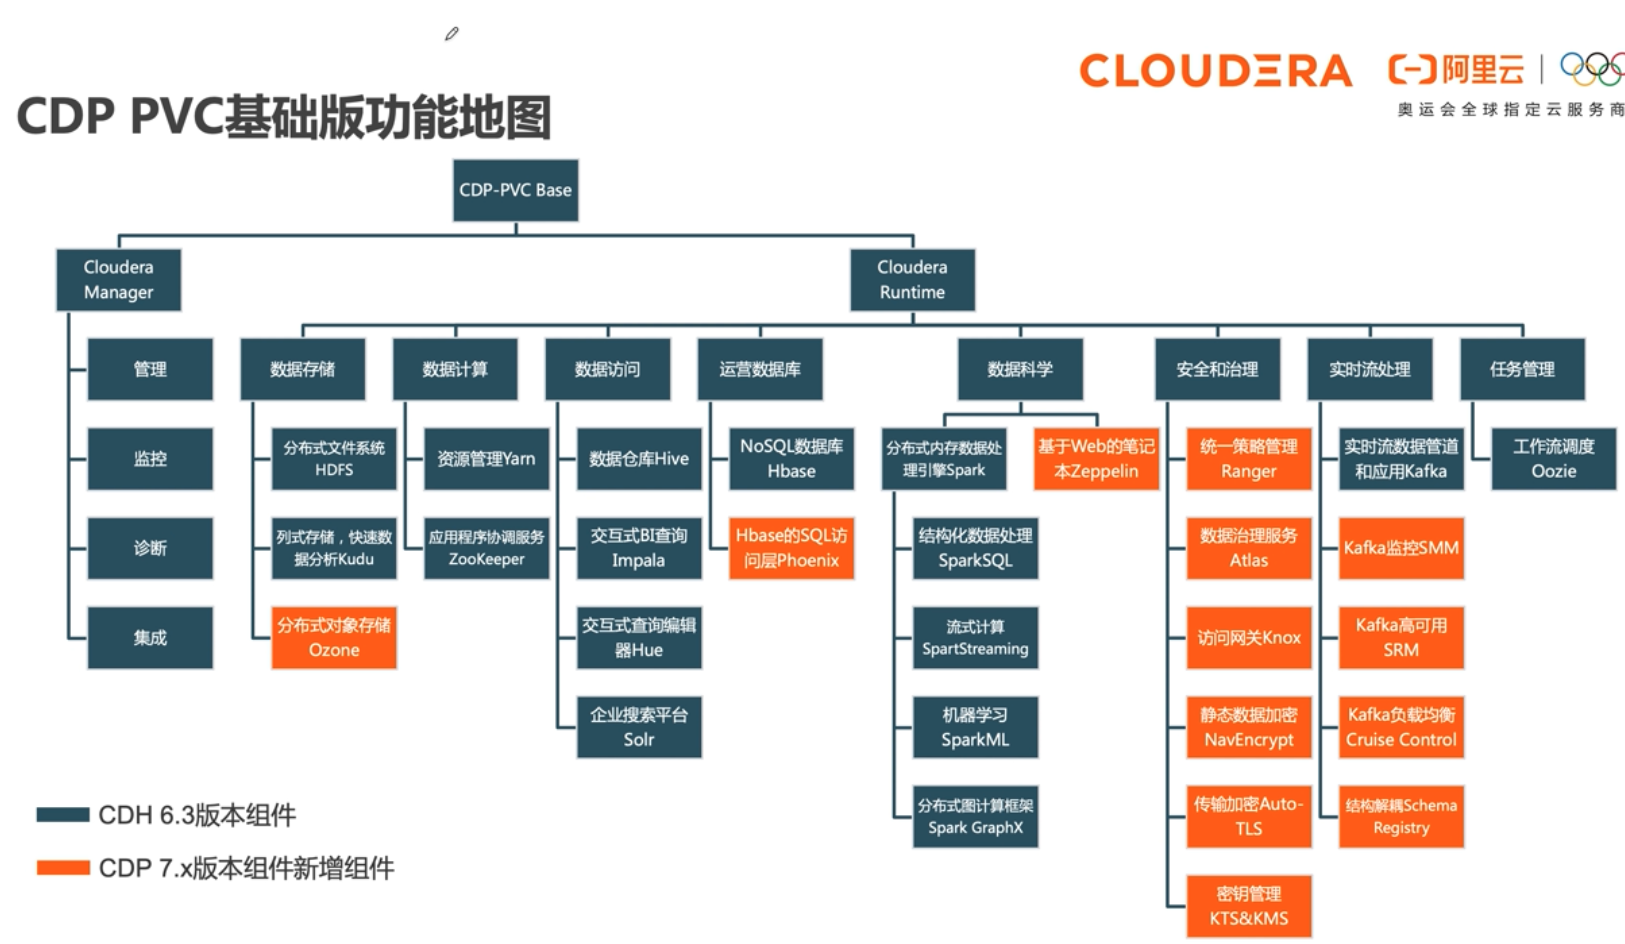 CLOUDERA
阿里云
奥运会全球指定云服务商
CDP PVC基础版功能地图
CDP-PVC Base
Cloudera
Manager
Cloudera
Runtime
管理
监控
诊断
集成
数据存储
分布式文件系统
HDFS
列式存储，快速数
据分析Kudu
分布式对象存储
Ozone
数据计算
资源管理Yarn
应用程序协调服务
ZooKeeper
数据访问
数据仓库Hive
交互式BI查询
Impala
交互式查询编辑
器Hue
企业搜索平台
Solr
运营数据库
NoSQL数据库
Hbase
Hbase的SQL访
问层Phoenix
数据科学
分布式内存数据处
理引擎Spark
结构化数据处理
SparkSQL
流式计算
SpartStreaming
机器学习
SparkML
分布式图计算框架
Spark GraphX
基于Web的笔记
本Zeppelin
安全和治理
统一策略管理
Ranger
数据治理服务
Atlas
访问网关Knox
静态数据加密
NavEncrypt
传输加密Auto-
TLS
密钥管理
KTS&KMS
实时流处理
实时流数据管道
和应用Kafka
Kafka监控SMM
Kafka高可用
SRM
Kafka负载均衡
Cruise Control
结构解耦Schema
Registry
任务管理
工作流调度
Oozie
CDH 6.3版本组件
CDP 7.x版本组件新增组件